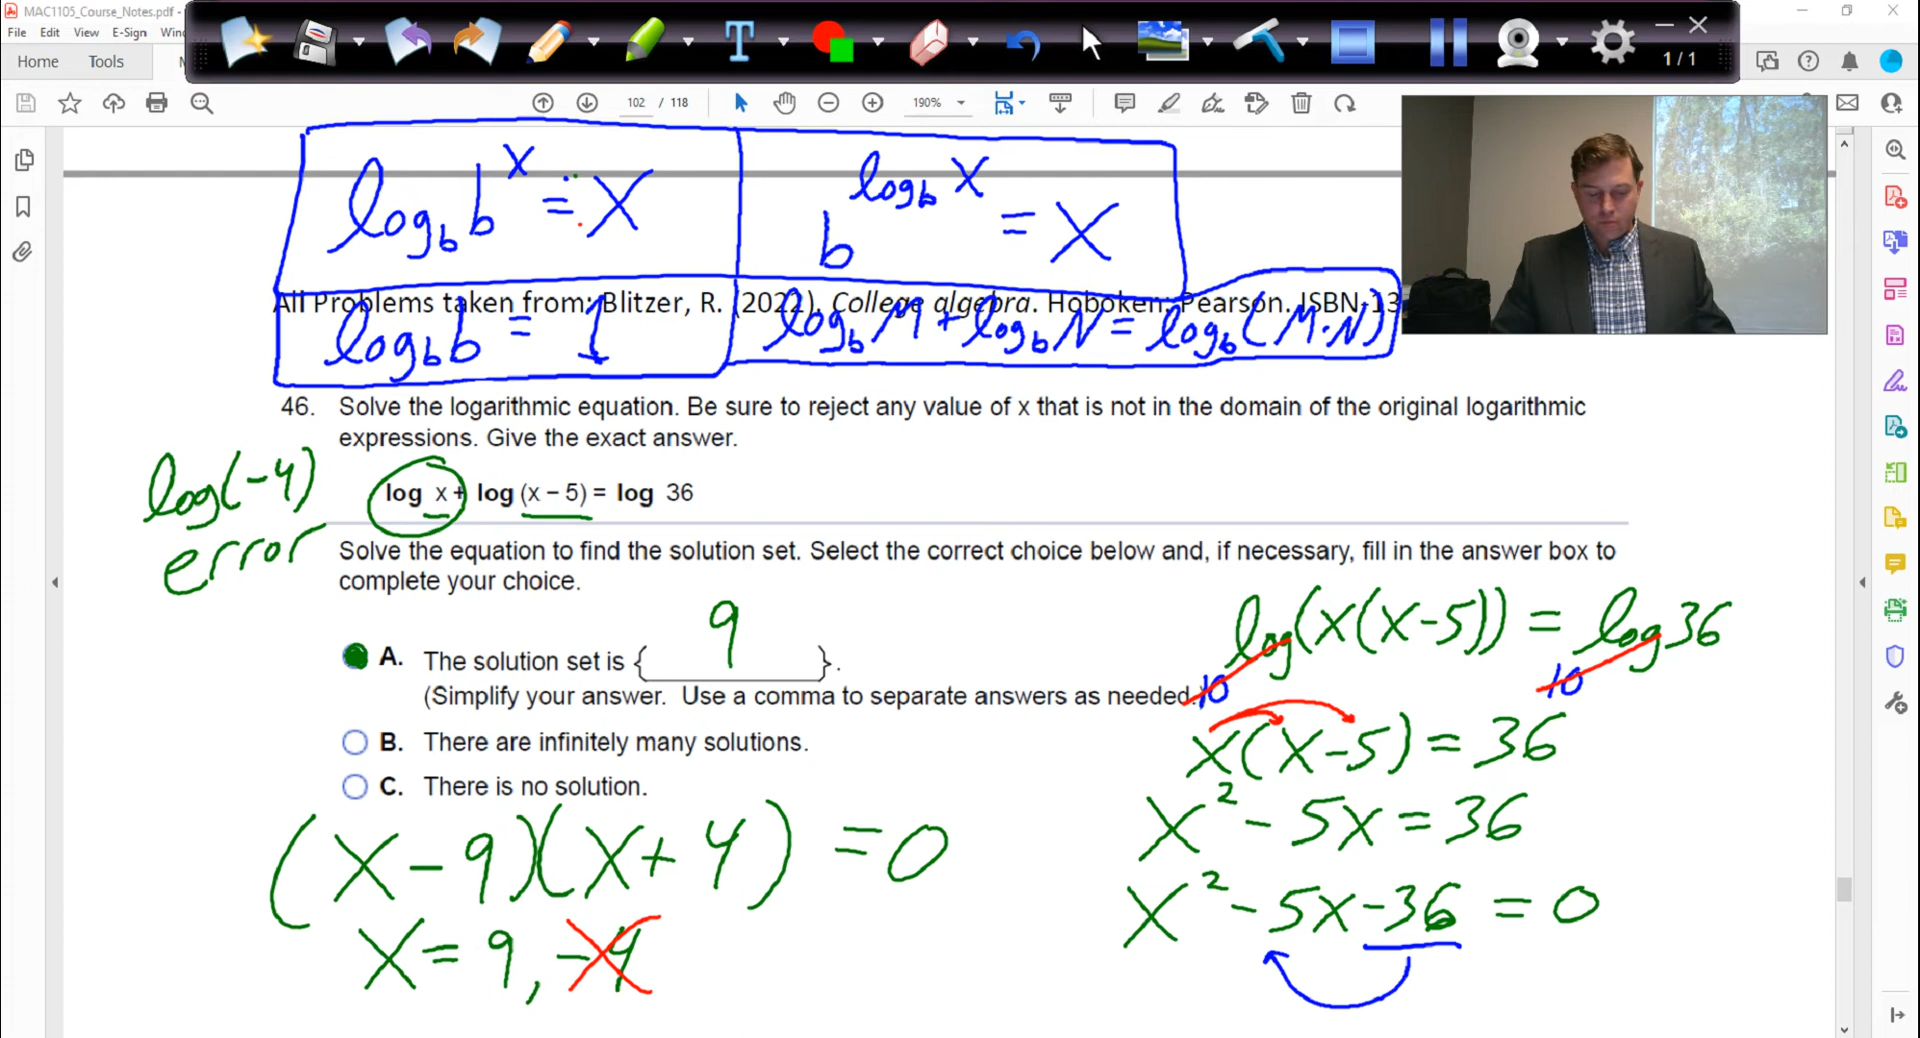 MAC1105_Course_Notes.pdf -
File Edit View E-Sign
Home Tools
1/1
102 / 118
190%
log_b b^x = x
b^(log_b x) = x
All Problems taken from: Blitzer, R. (2022). College algebra. Hoboken: Pearson. ISBN-13
log_b b = 1
log_b M + log_b N = log_b (M·N)
46. Solve the logarithmic equation. Be sure to reject any value of x that is not in the domain of the original logarithmic
expressions. Give the exact answer.
log(-4)
error
log x + log (x − 5) = log 36
Solve the equation to find the solution set. Select the correct choice below and, if necessary, fill in the answer box to
complete your choice.
9
A. The solution set is { }.
(Simplify your answer. Use a comma to separate answers as needed.
B. There are infinitely many solutions.
C. There is no solution.
(x - 9)(x + 4) = 0
x = 9, -4
log(x(x-5)) = log 36
10 10
x(x-5) = 36
x² - 5x = 36
x² - 5x - 36 = 0